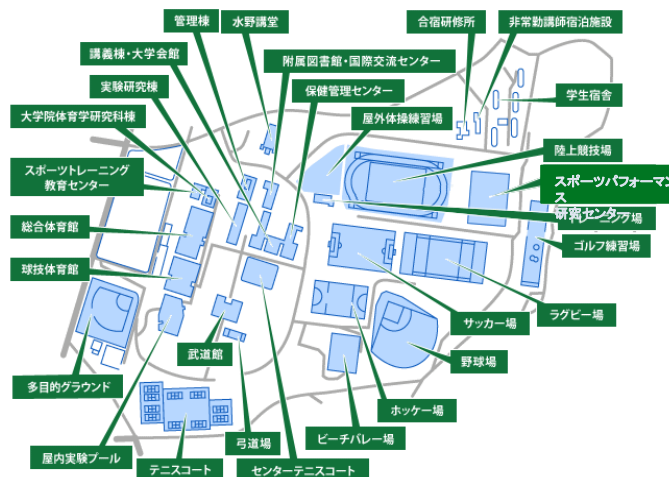 管理棟
水野講堂
合宿研修所
非常勤講師宿泊施設
講義棟・大学会館
附属図書館・国際交流センター
実験研究棟
保健管理センター
学生宿舎
大学院体育学研究科棟
屋外体操練習場
陸上競技場
スポーツトレーニング
教育センター
スポーツパフォーマン
ス
研究センター
トレーニング場
総合体育館
ゴルフ練習場
球技体育館
サッカー場
ラグビー場
武道館
野球場
多目的グラウンド
ホッケー場
弓道場
ビーチバレー場
屋内実験プール
テニスコート
センターテニスコート